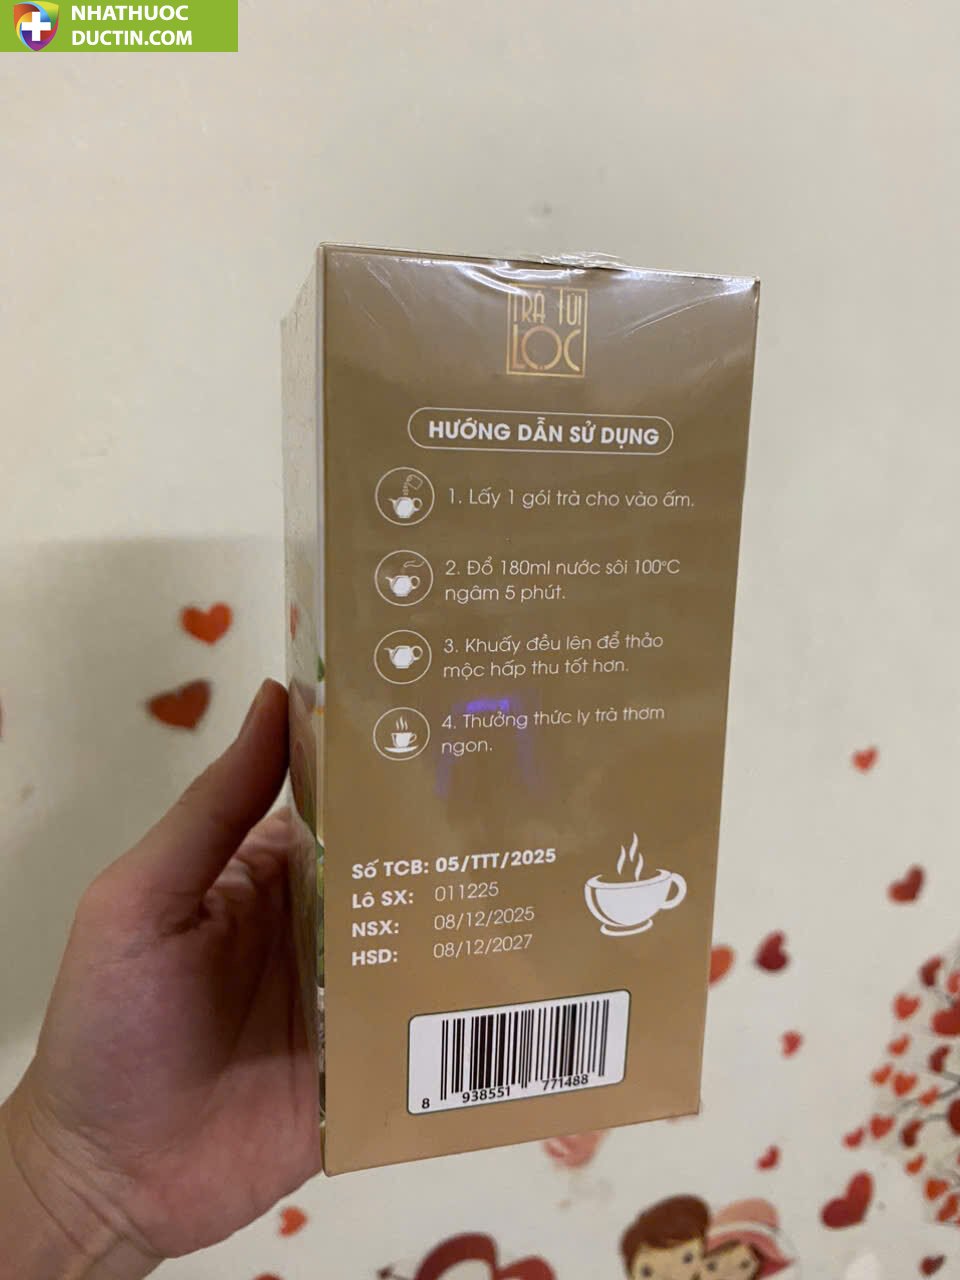 NHATHUOC
DUCTIN.COM
TRÀ TÚI
LỌC
HƯỚNG DẪN SỬ DỤNG
1. Lấy 1 gói trà cho vào ấm.
2. Đổ 180ml nước sôi 100°C
ngâm 5 phút.
3. Khuấy đều lên để thảo
mộc hấp thu tốt hơn.
4. Thưởng thức ly trà thơm
ngon.
Số TCB: 05/TTT/2025
Lô SX: 011225
NSX: 08/12/2025
HSD: 08/12/2027
8 938551 771488